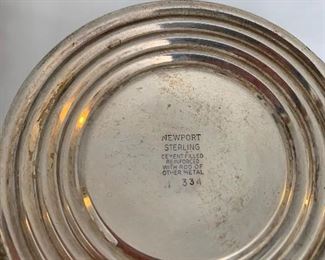 NEWPORT
STERLING
CEMENT FILLED
REINFORCED
WITH ROD OF
OTHER METAL
334